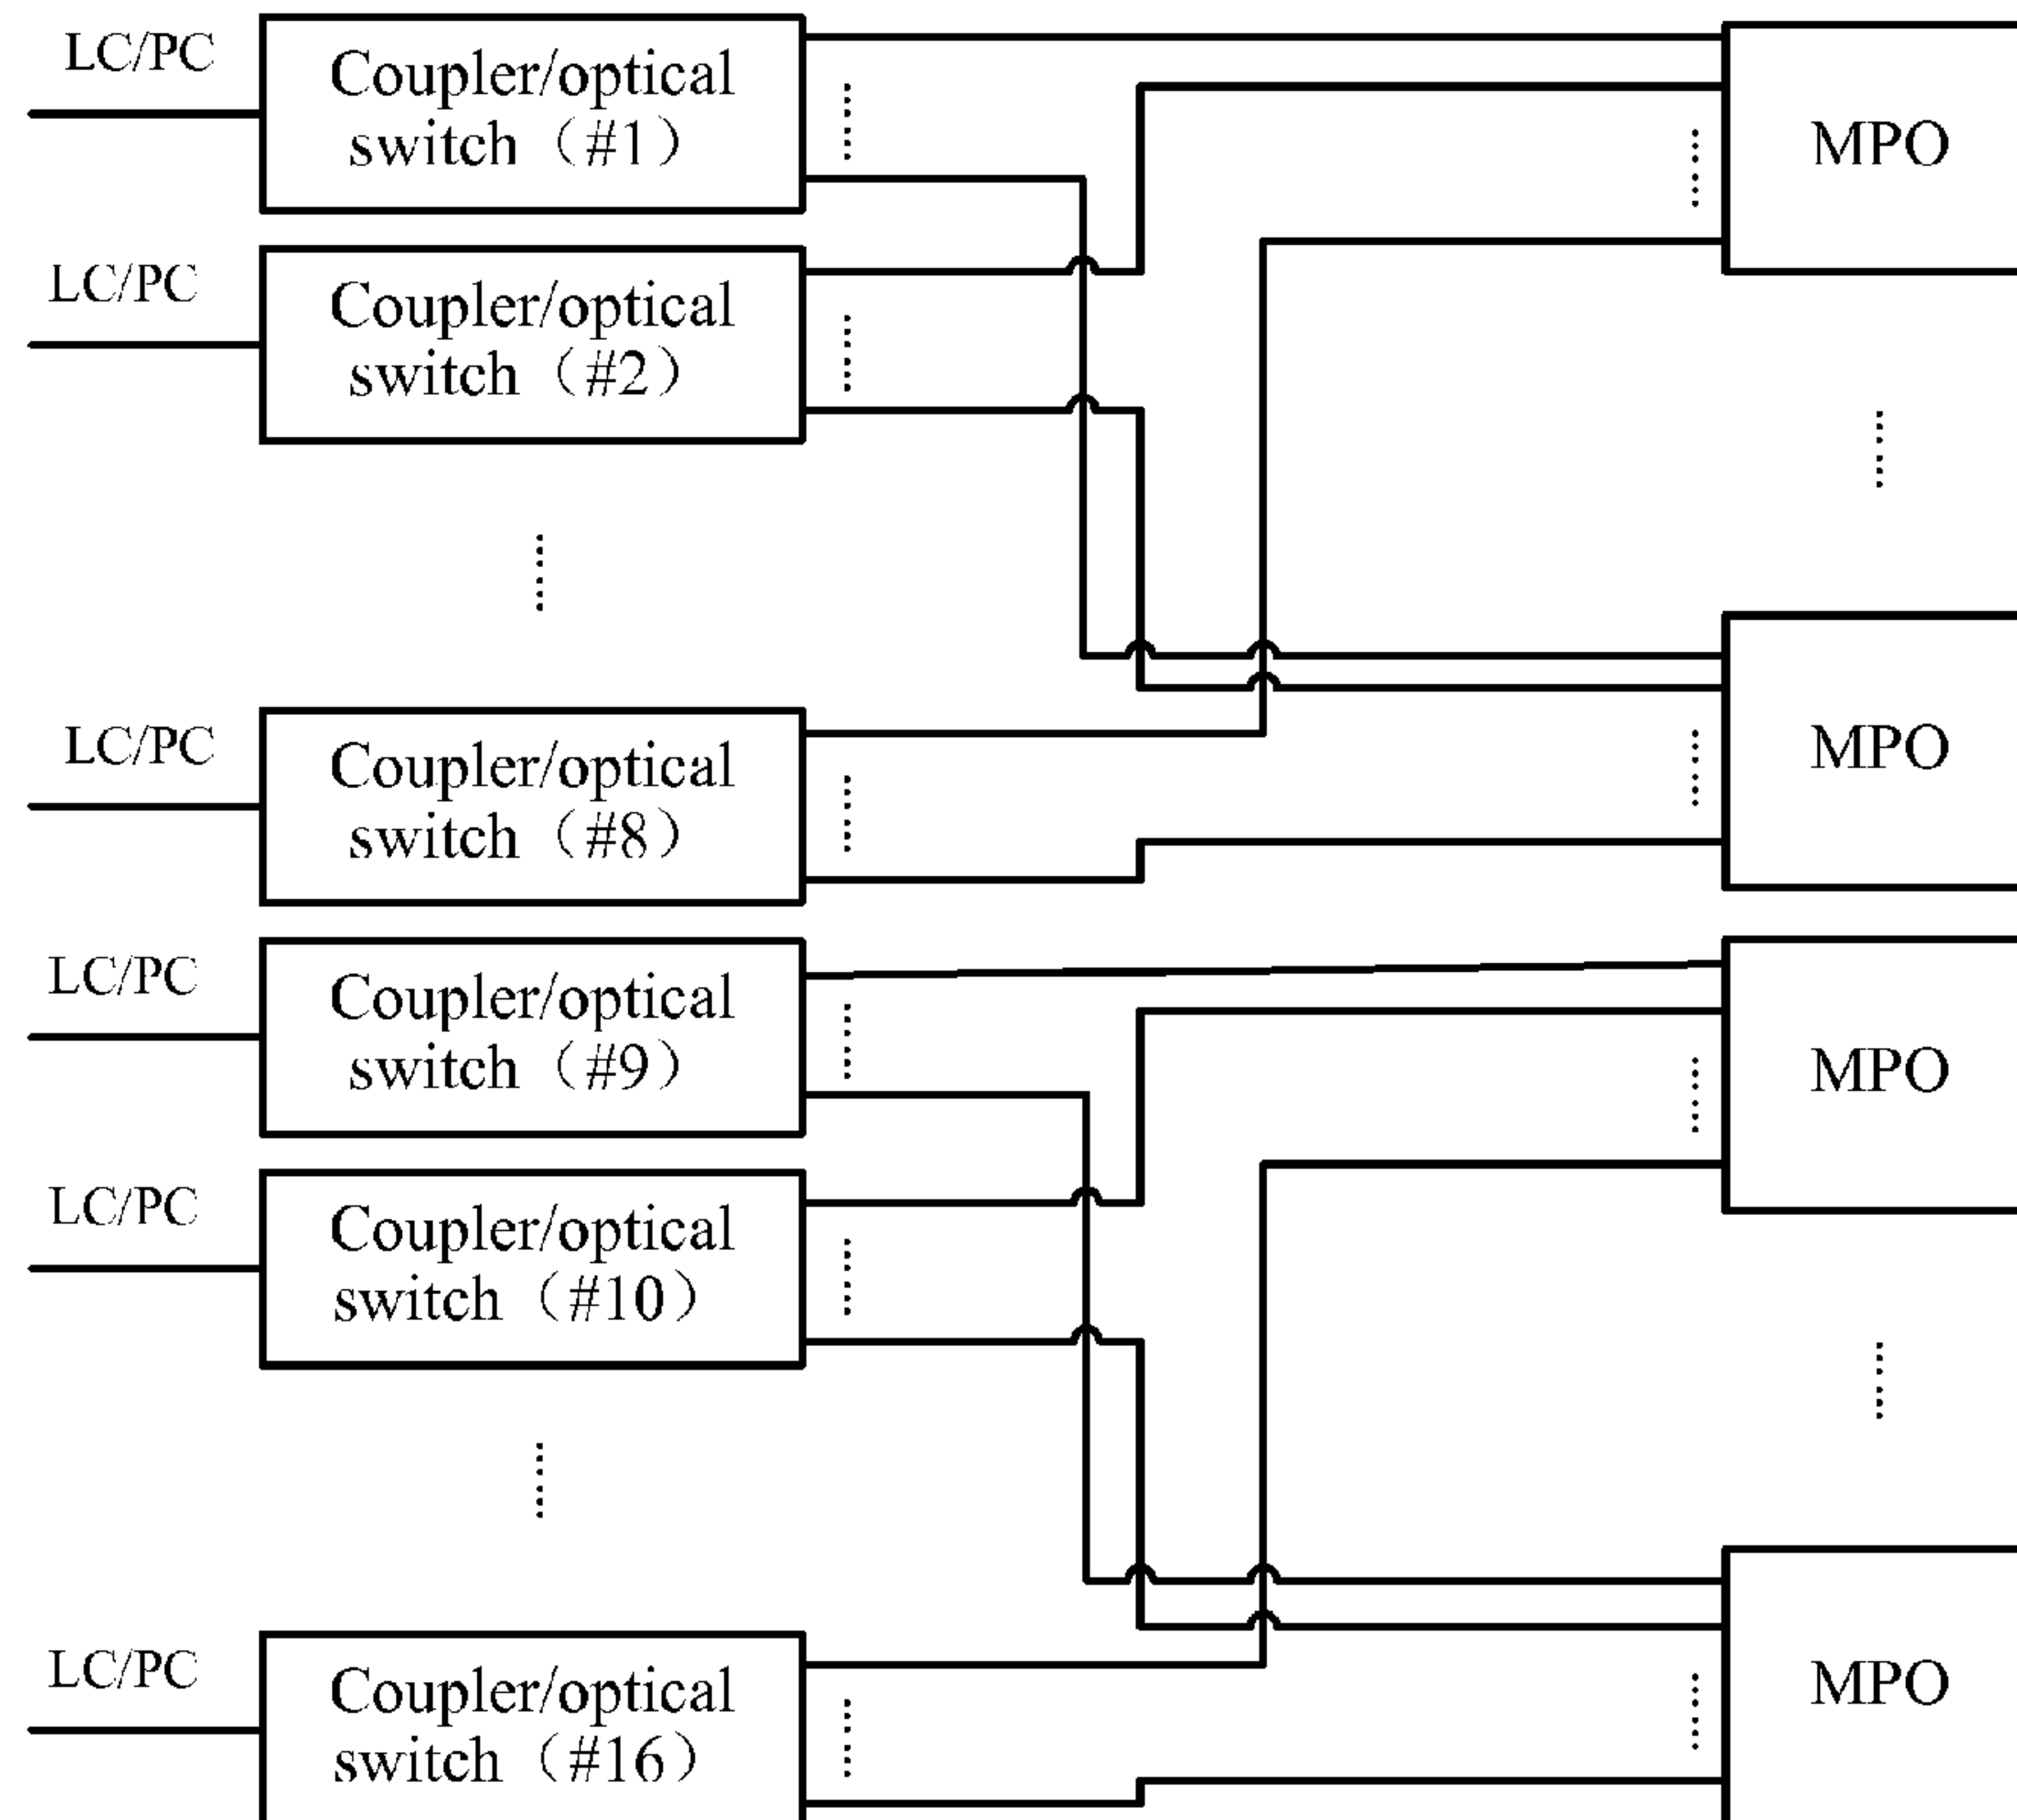 LC/PC
Coupler/optical
switch（#1）
MPO
LC/PC
Coupler/optical
switch（#2）
LC/PC
Coupler/optical
switch（#8）
MPO
LC/PC
Coupler/optical
switch（#9）
MPO
LC/PC
Coupler/optical
switch（#10）
LC/PC
Coupler/optical
switch（#16）
MPO